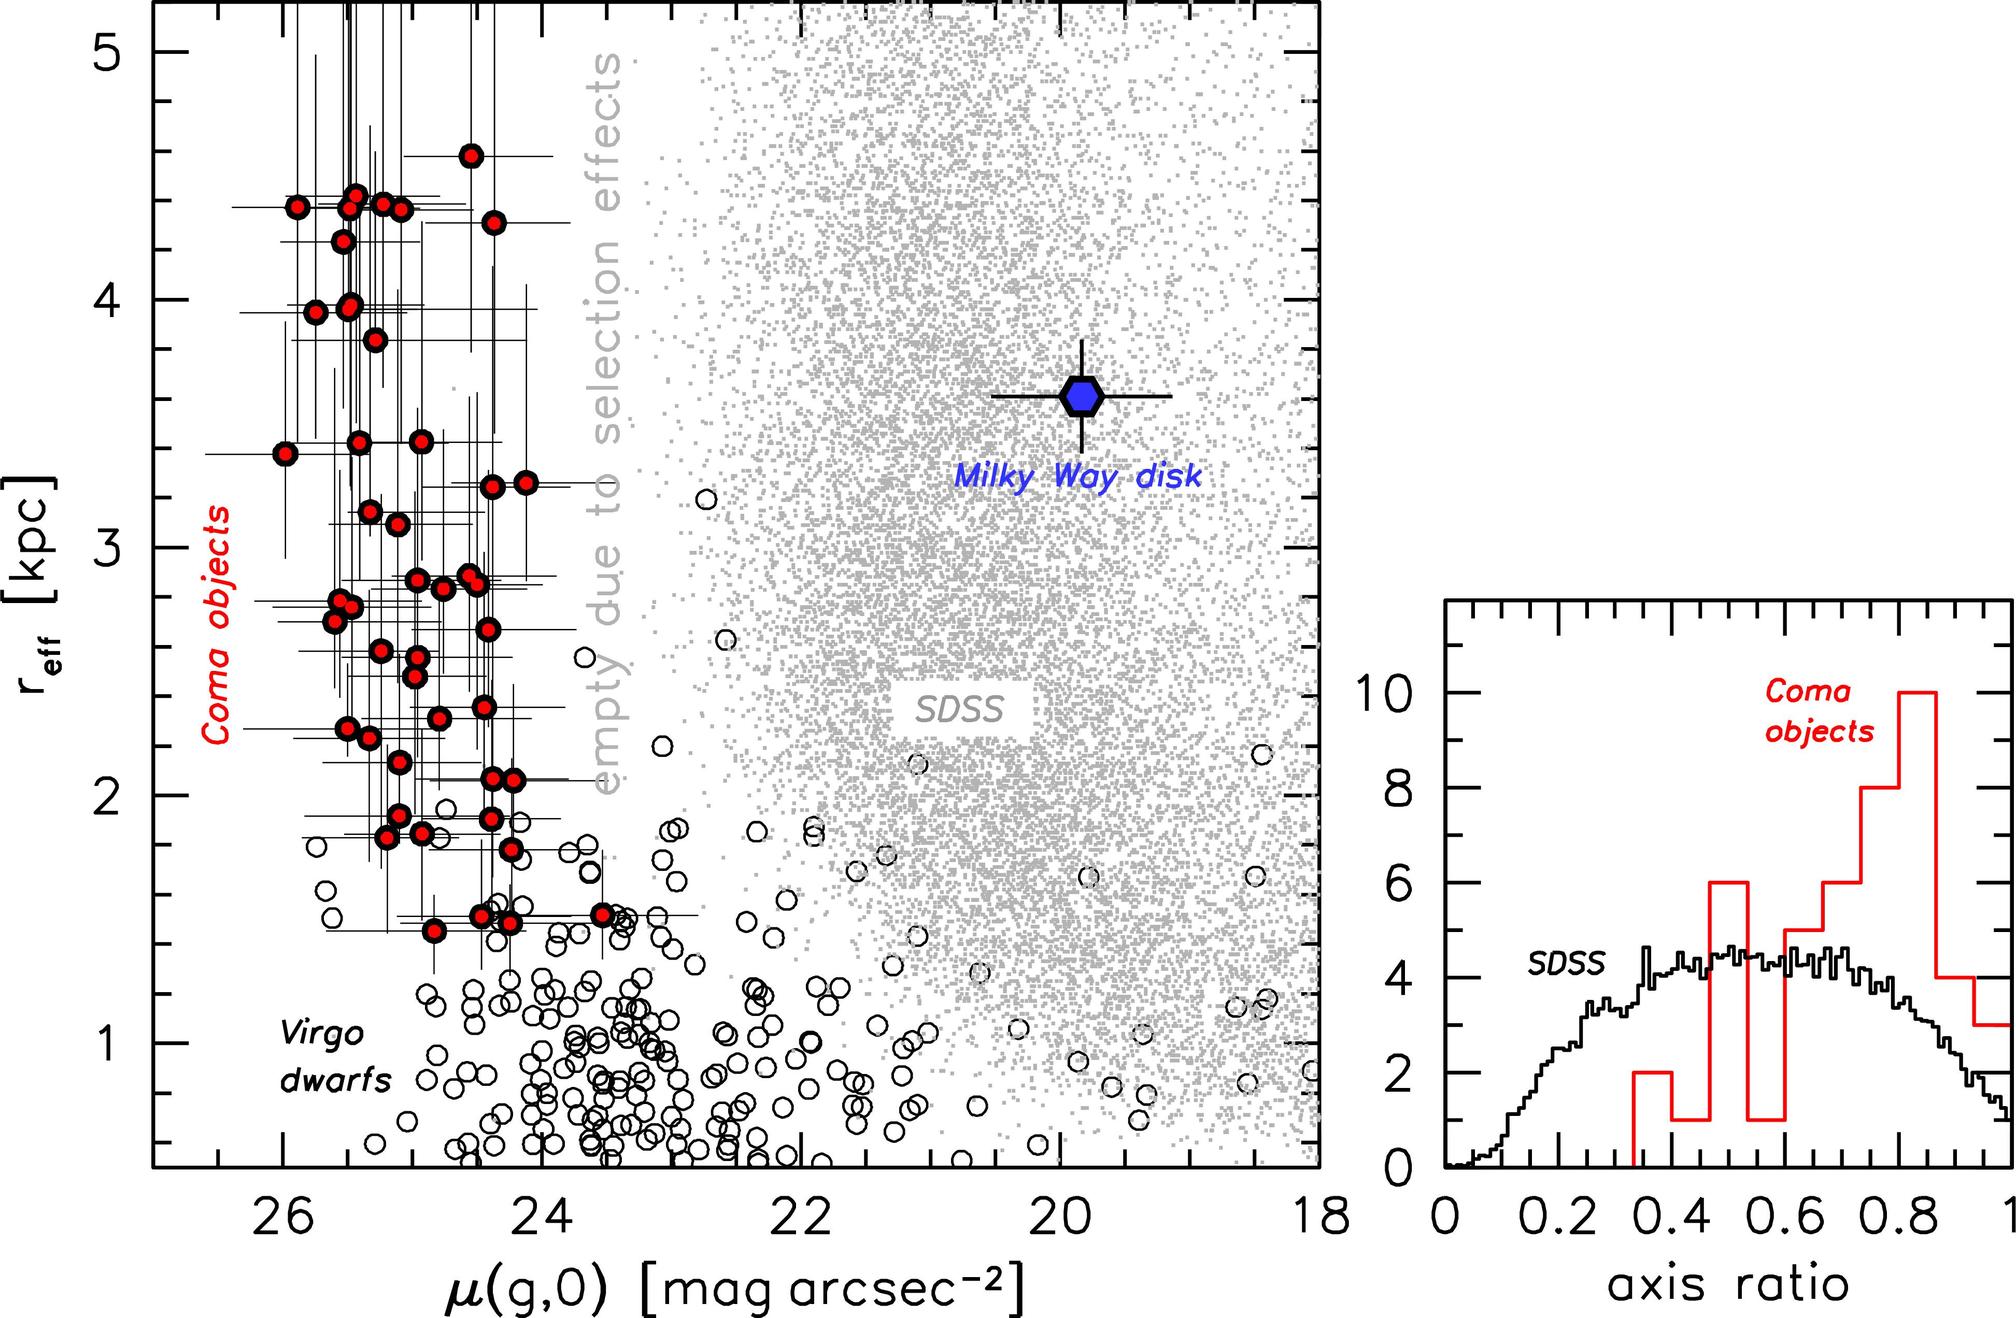 5
4
3
2
1
r_eff [kpc]
26
24
22
20
18
μ(g,0) [mag arcsec⁻²]
Coma objects
empty due to selection effects
Milky Way disk
SDSS
Virgo
dwarfs
10
8
6
4
2
0
Coma
objects
SDSS
0
0.2
0.4
0.6
0.8
1
axis ratio